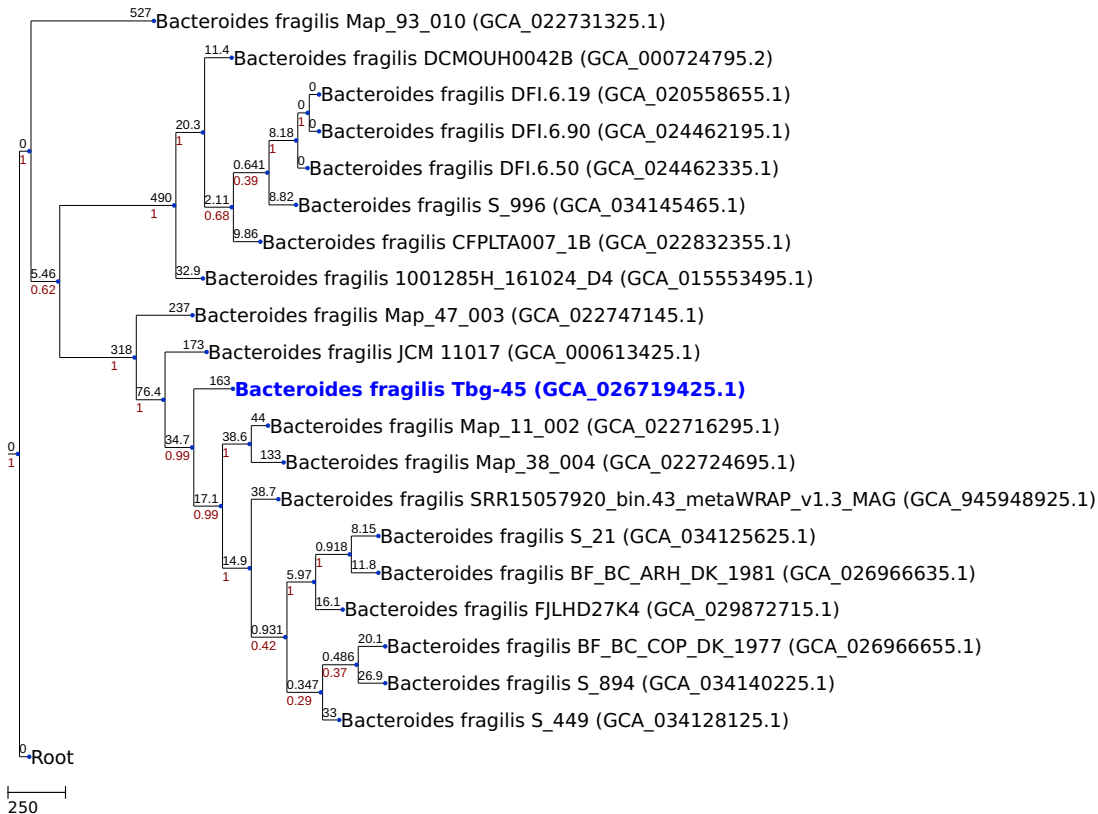 527 Bacteroides fragilis Map_93_010 (GCA_022731325.1)
11.4 Bacteroides fragilis DCMOUH0042B (GCA_000724795.2)
0 Bacteroides fragilis DFI.6.19 (GCA_020558655.1)
0
1
20.3
1
0 Bacteroides fragilis DFI.6.90 (GCA_024462195.1)
8.18
1
0
1
0 Bacteroides fragilis DFI.6.50 (GCA_024462335.1)
0.641
0.39
490
1
2.11
0.68
8.82 Bacteroides fragilis S_996 (GCA_034145465.1)
9.86 Bacteroides fragilis CFPLTA007_1B (GCA_022832355.1)
5.46
0.62
32.9 Bacteroides fragilis 1001285H_161024_D4 (GCA_015553495.1)
237 Bacteroides fragilis Map_47_003 (GCA_022747145.1)
318
1
173 Bacteroides fragilis JCM 11017 (GCA_000613425.1)
76.4
1
163 Bacteroides fragilis Tbg-45 (GCA_026719425.1)
44 Bacteroides fragilis Map_11_002 (GCA_022716295.1)
38.6
1
34.7
0.99
0
1
133 Bacteroides fragilis Map_38_004 (GCA_022724695.1)
38.7 Bacteroides fragilis SRR15057920_bin.43_metaWRAP_v1.3_MAG (GCA_945948925.1)
17.1
0.99
8.15 Bacteroides fragilis S_21 (GCA_034125625.1)
0.918
1
14.9
1
11.8 Bacteroides fragilis BF_BC_ARH_DK_1981 (GCA_026966635.1)
5.97
1
16.1 Bacteroides fragilis FJLHD27K4 (GCA_029872715.1)
0.931
0.42
20.1 Bacteroides fragilis BF_BC_COP_DK_1977 (GCA_026966655.1)
0.486
0.37
26.9 Bacteroides fragilis S_894 (GCA_034140225.1)
0.347
0.29
33 Bacteroides fragilis S_449 (GCA_034128125.1)
0 Root
250